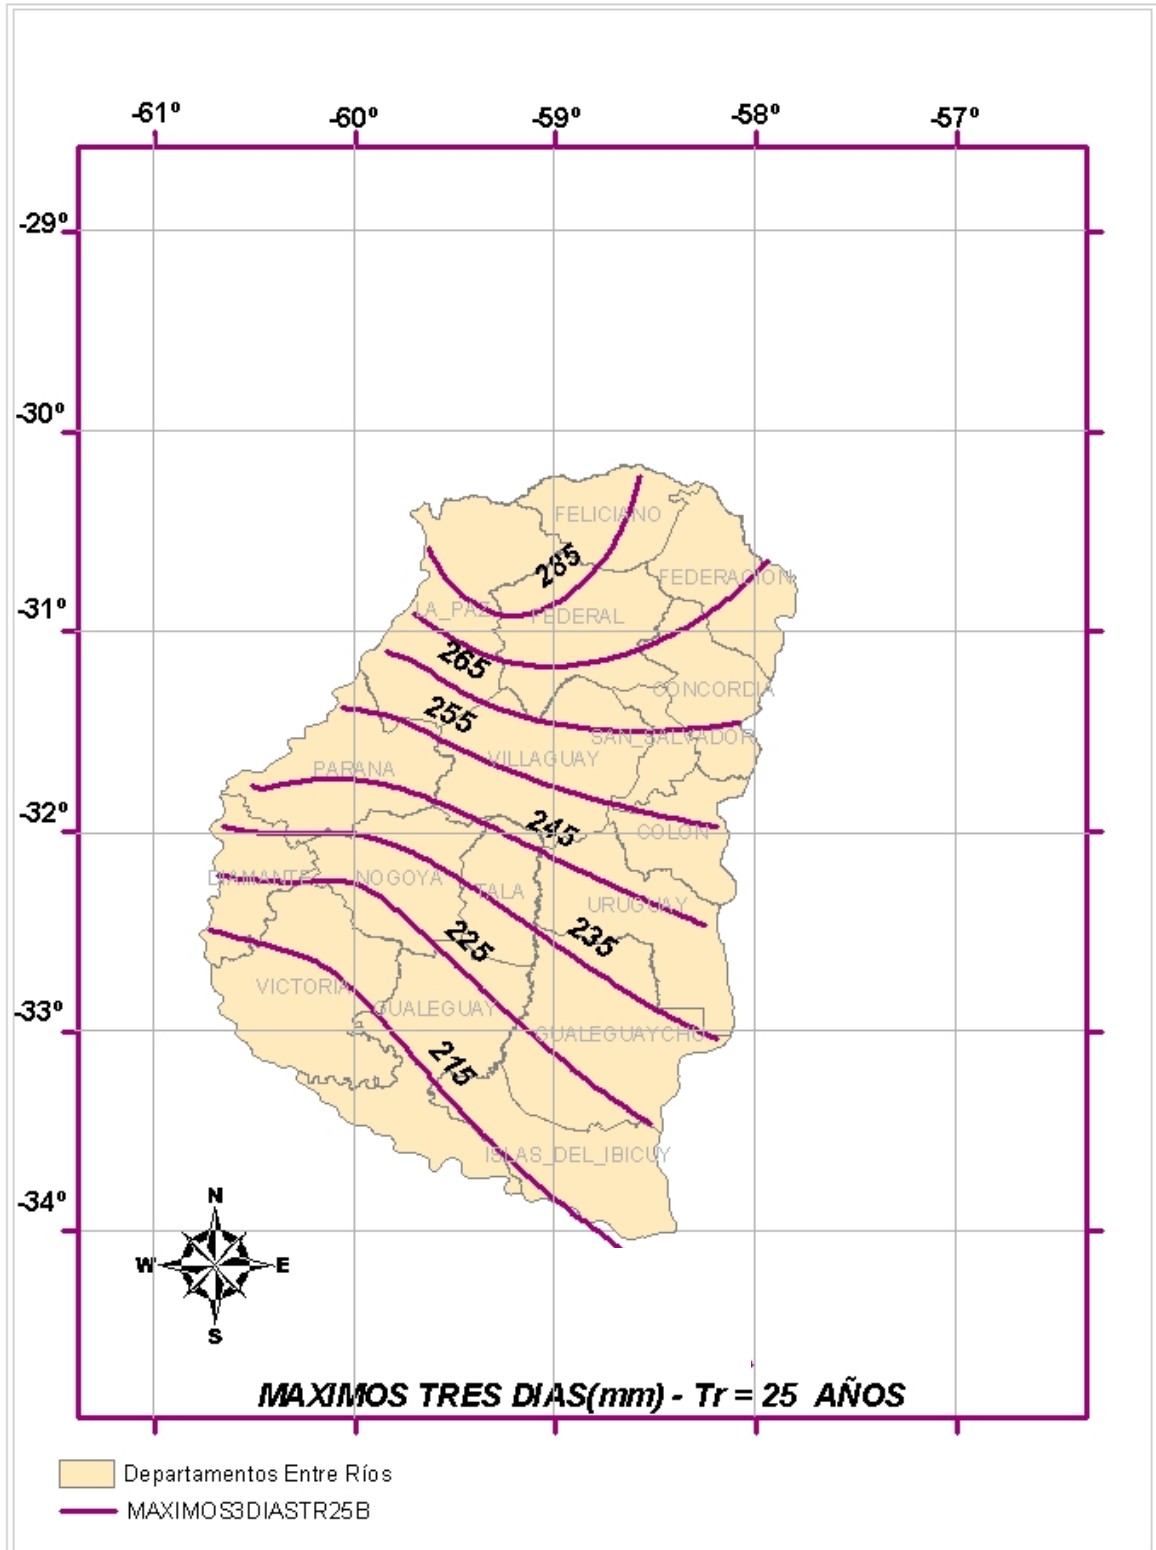 -61º
-60º
-59º
-58º
-57º
-29º
-30º
-31º
-32º
-33º
-34º
FELICIANO
285
FEDERACION
LA_PAZ
FEDERAL
265
CONCORDIA
255
SAN_SALVADOR
VILLAGUAY
PARANA
245
COLON
DIAMANTE
NOGOYA
TALA
URUGUAY
225
235
VICTORIA
GUALEGUAY
GUALEGUAYCHU
215
ISLAS_DEL_IBICUY
N
W
E
S
MAXIMOS TRES DIAS(mm) - Tr = 25 AÑOS
Departamentos Entre Ríos
MAXIMOS3DIASTR25B